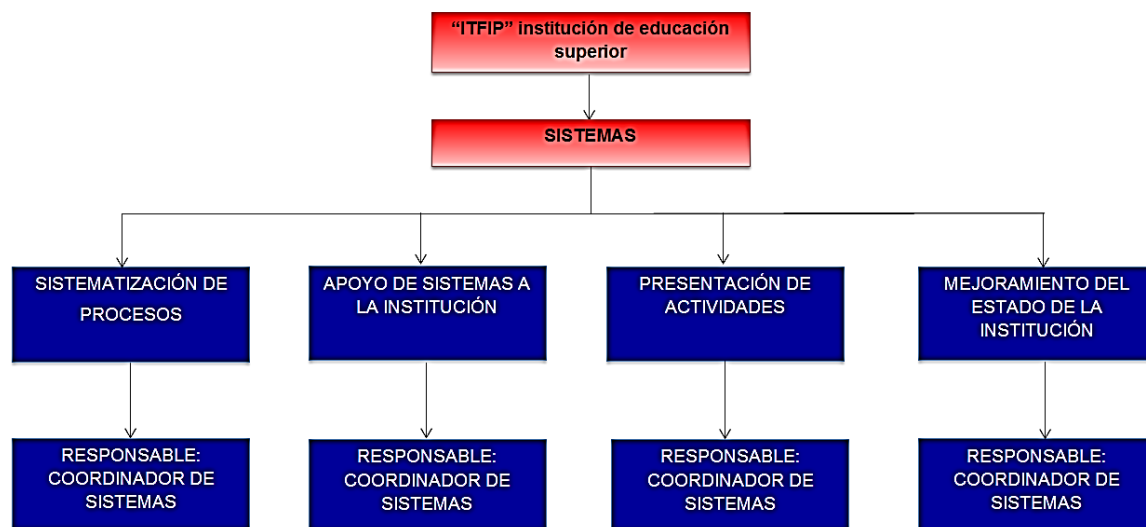 “ITFIP” institución de educación
superior
SISTEMAS
SISTEMATIZACIÓN DE
PROCESOS
APOYO DE SISTEMAS A
LA INSTITUCIÓN
PRESENTACIÓN DE
ACTIVIDADES
MEJORAMIENTO DEL
ESTADO DE LA
INSTITUCIÓN
RESPONSABLE:
COORDINADOR DE
SISTEMAS
RESPONSABLE:
COORDINADOR DE
SISTEMAS
RESPONSABLE:
COORDINADOR DE
SISTEMAS
RESPONSABLE:
COORDINADOR DE
SISTEMAS